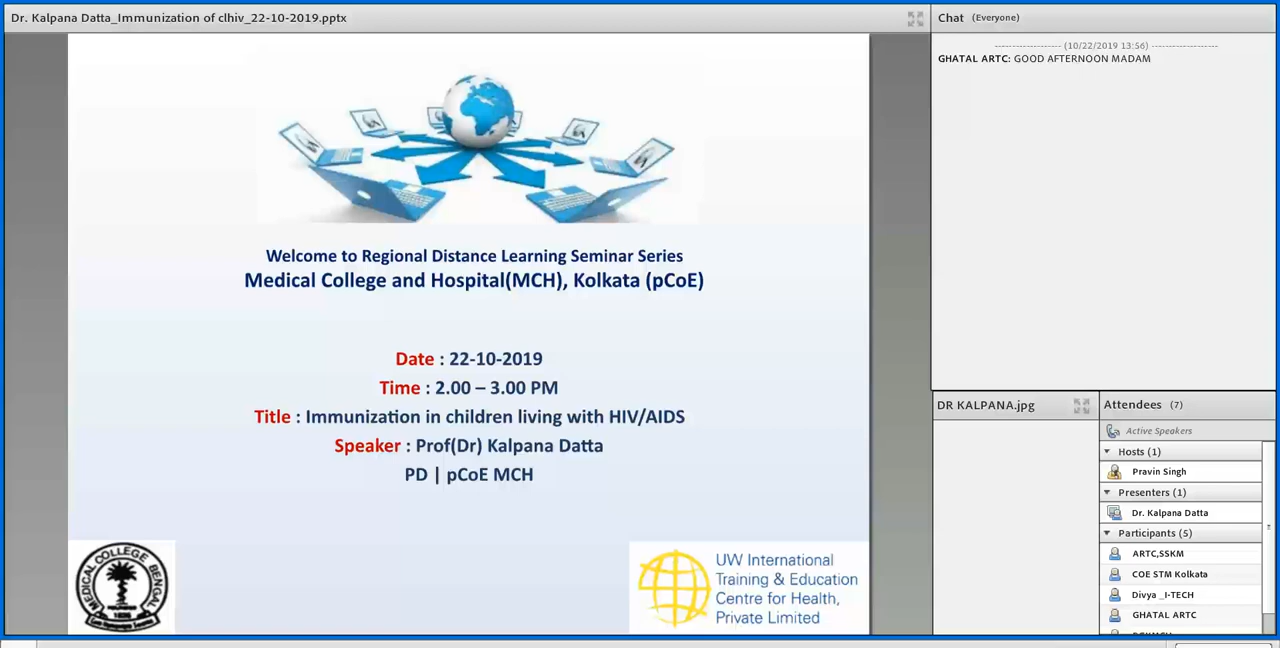 Dr. Kalpana Datta_Immunization of clhiv_22-10-2019.pptx
Welcome to Regional Distance Learning Seminar Series
Medical College and Hospital(MCH), Kolkata (pCoE)
Date : 22-10-2019
Time : 2.00 – 3.00 PM
Title : Immunization in children living with HIV/AIDS
Speaker : Prof(Dr) Kalpana Datta
PD | pCoE MCH
MEDICAL COLLEGE BENGAL
UW International
Training & Education
Centre for Health,
Private Limited
Chat (Everyone)
------------------- (10/22/2019 13:56) -------------------
GHATAL ARTC: GOOD AFTERNOON MADAM
DR KALPANA.jpg
Attendees (7)
Active Speakers
Hosts (1)
Pravin Singh
Presenters (1)
Dr. Kalpana Datta
Participants (5)
ARTC,SSKM
COE STM Kolkata
Divya _I-TECH
GHATAL ARTC